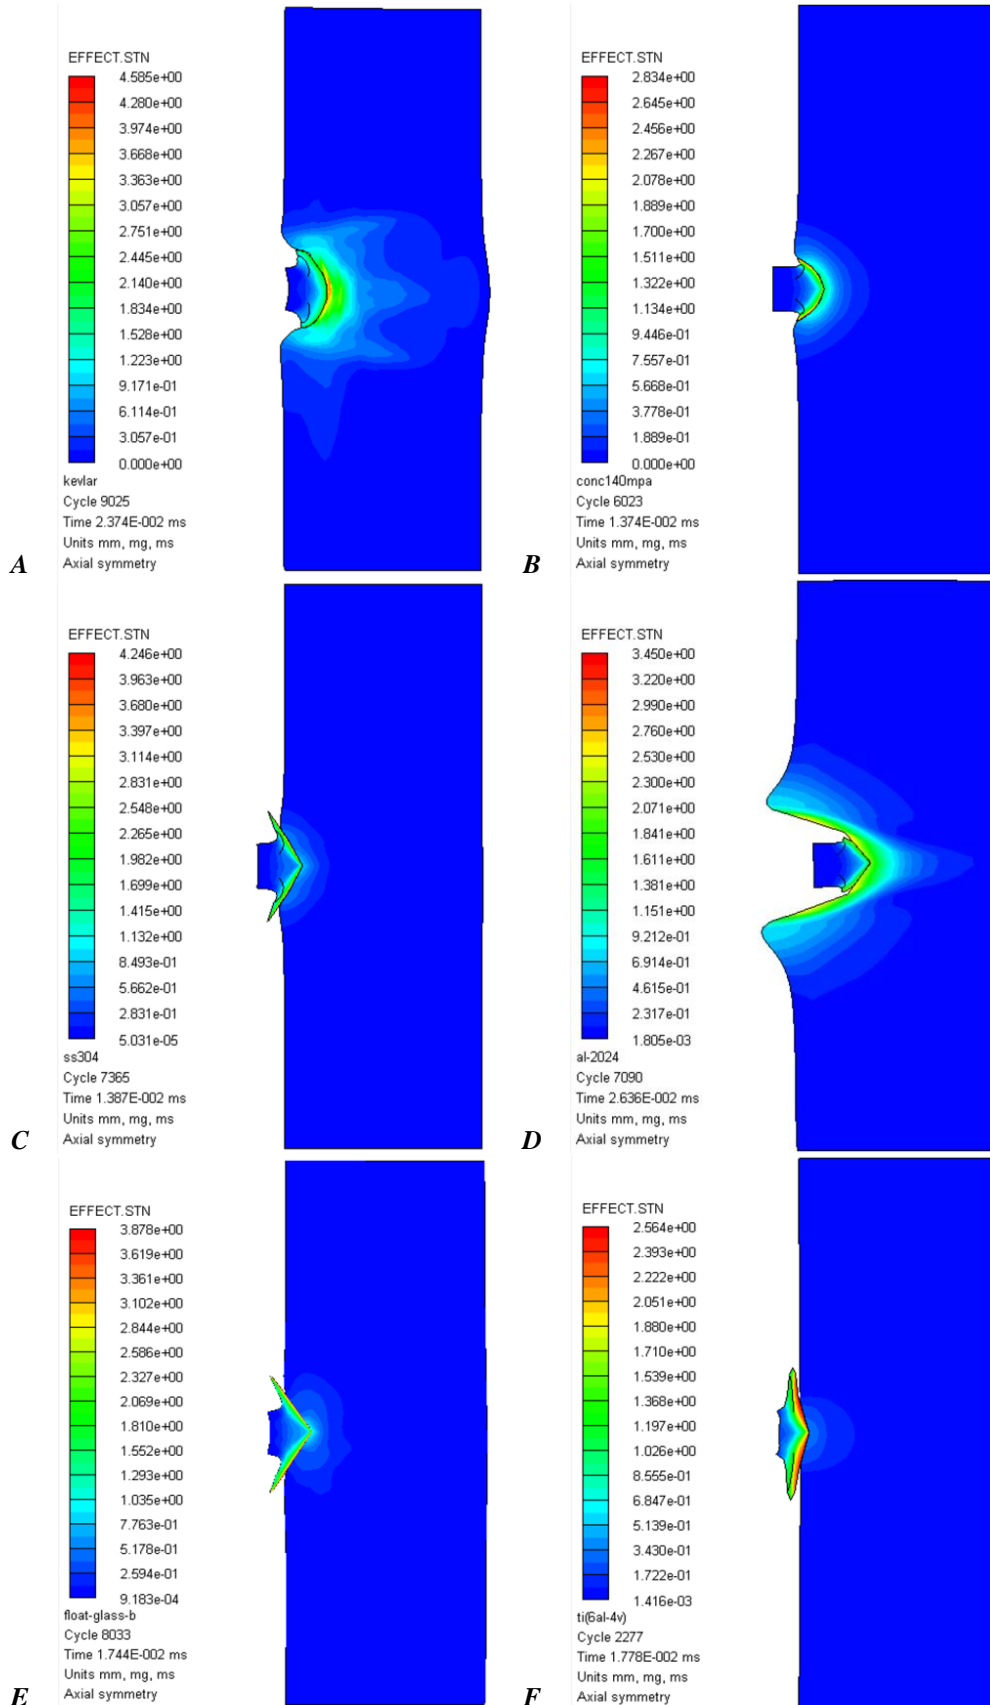 EFFECT.STN
4.585e+00
4.280e+00
3.974e+00
3.668e+00
3.363e+00
3.057e+00
2.751e+00
2.445e+00
2.140e+00
1.834e+00
1.528e+00
1.223e+00
9.171e-01
6.114e-01
3.057e-01
0.000e+00
kevlar
Cycle 9025
Time 2.374E-002 ms
Units mm, mg, ms
Axial symmetry
A
EFFECT.STN
2.834e+00
2.645e+00
2.456e+00
2.267e+00
2.078e+00
1.889e+00
1.700e+00
1.511e+00
1.322e+00
1.134e+00
9.446e-01
7.557e-01
5.668e-01
3.778e-01
1.889e-01
0.000e+00
conc140mpa
Cycle 6023
Time 1.374E-002 ms
Units mm, mg, ms
Axial symmetry
B
EFFECT.STN
4.246e+00
3.963e+00
3.680e+00
3.397e+00
3.114e+00
2.831e+00
2.548e+00
2.265e+00
1.982e+00
1.699e+00
1.415e+00
1.132e+00
8.493e-01
5.662e-01
2.831e-01
5.031e-05
ss304
Cycle 7365
Time 1.387E-002 ms
Units mm, mg, ms
Axial symmetry
C
EFFECT.STN
3.450e+00
3.220e+00
2.990e+00
2.760e+00
2.530e+00
2.300e+00
2.071e+00
1.841e+00
1.611e+00
1.381e+00
1.151e+00
9.212e-01
6.914e-01
4.615e-01
2.317e-01
1.805e-03
al-2024
Cycle 7090
Time 2.636E-002 ms
Units mm, mg, ms
Axial symmetry
D
EFFECT.STN
3.878e+00
3.619e+00
3.361e+00
3.102e+00
2.844e+00
2.586e+00
2.327e+00
2.069e+00
1.810e+00
1.552e+00
1.293e+00
1.035e+00
7.763e-01
5.178e-01
2.594e-01
9.183e-04
float-glass-b
Cycle 8033
Time 1.744E-002 ms
Units mm, mg, ms
Axial symmetry
E
EFFECT.STN
2.564e+00
2.393e+00
2.222e+00
2.051e+00
1.880e+00
1.710e+00
1.539e+00
1.368e+00
1.197e+00
1.026e+00
8.555e-01
6.847e-01
5.139e-01
3.430e-01
1.722e-01
1.416e-03
ti(6al-4v)
Cycle 2277
Time 1.778E-002 ms
Units mm, mg, ms
Axial symmetry
F